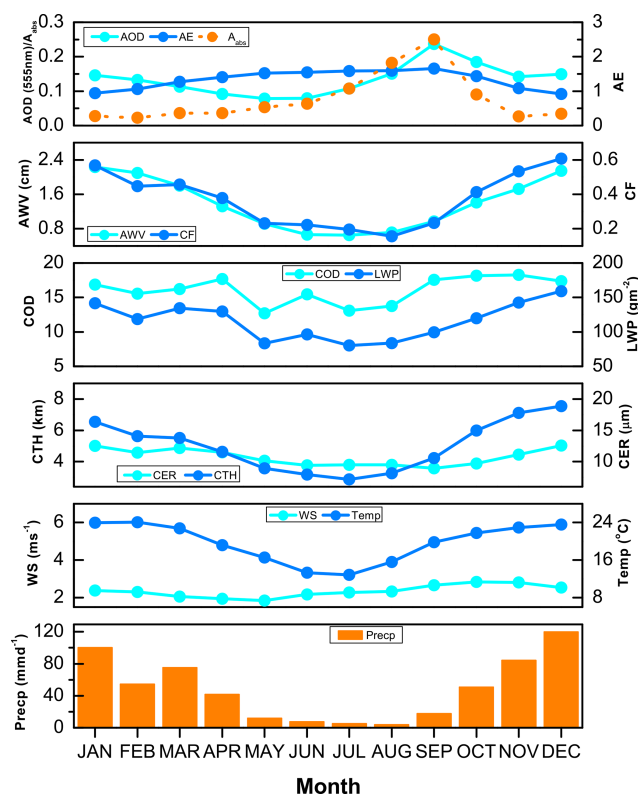 AOD (555nm)/Aabs
0.3
0.2
0.1
0.0
AOD AE Aabs
3
2
1
0
AE
AWV (cm)
2.4
1.6
0.8
AWV CF
0.6
0.4
0.2
CF
COD
20
15
10
5
COD LWP
200
150
100
50
LWP (gm-2)
CTH (km)
8
6
4
CER CTH
20
15
10
CER (μm)
WS (ms-1)
6
4
2
WS Temp
24
16
8
Temp (°C)
Precp (mmd-1)
120
80
40
0
Precp
JAN FEB MAR APR MAY JUN JUL AUG SEP OCT NOV DEC
Month